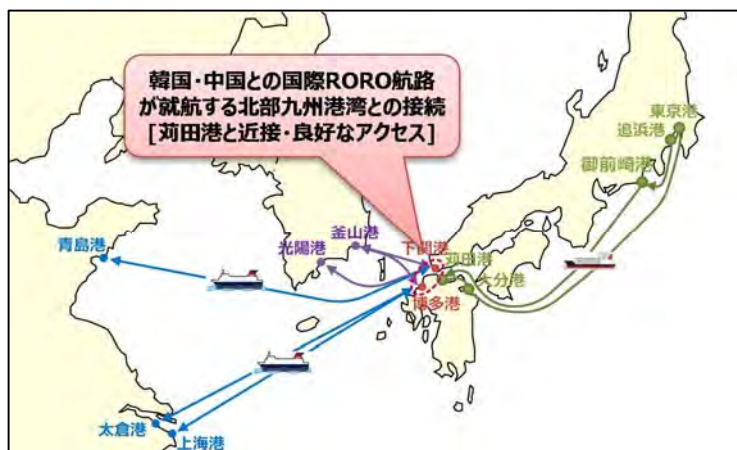 韓国・中国との国際RORO航路
が就航する北部九州港湾との接続
[苅田港と近接・良好なアクセス]
東京港
追浜港
御前崎港
青島港
釜山港
光陽港
下関港
苅田港
大分港
博多港
太倉港
上海港